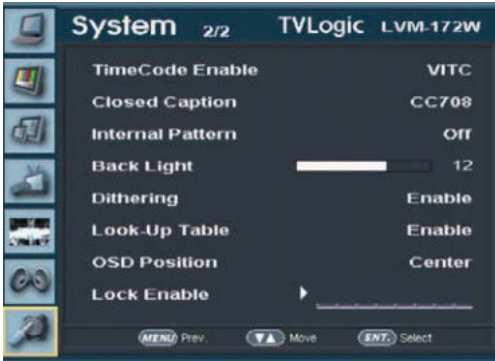 System 2/2 TVLogic LVM-172W
TimeCode Enable VITC
Closed Caption CC708
Internal Pattern Off
Back Light 12
Dithering Enable
Look-Up Table Enable
OSD Position Center
Lock Enable
MENU Prev. ▼▲ Move ENT. Select